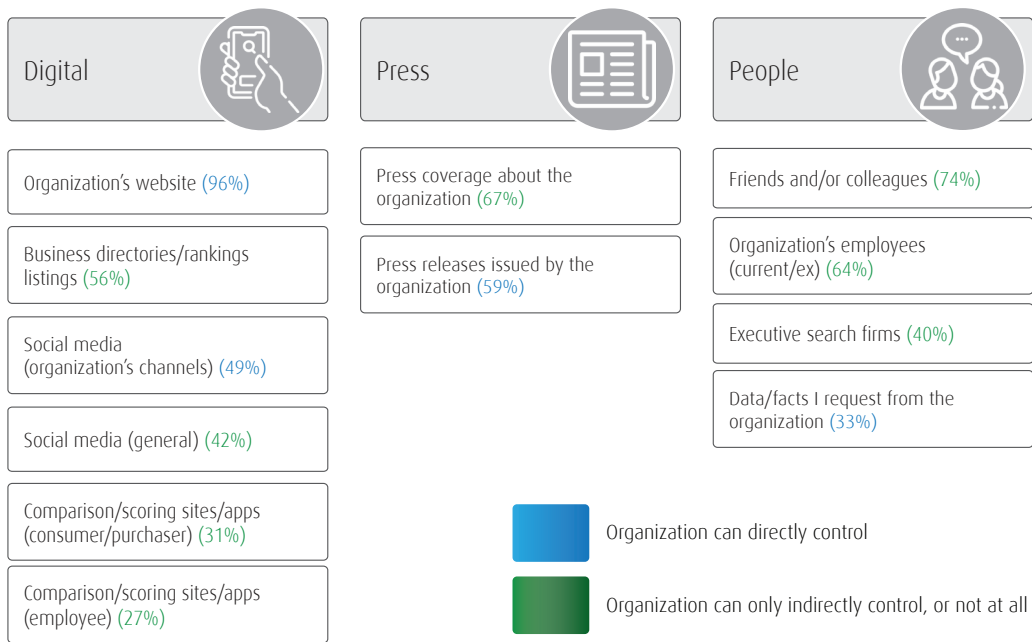 Digital
Organization's website (96%)
Business directories/rankings
listings (56%)
Social media
(organization's channels) (49%)
Social media (general) (42%)
Comparison/scoring sites/apps
(consumer/purchaser) (31%)
Comparison/scoring sites/apps
(employee) (27%)
Press
Press coverage about the
organization (67%)
Press releases issued by the
organization (59%)
People
Friends and/or colleagues (74%)
Organization's employees
(current/ex) (64%)
Executive search firms (40%)
Data/facts I request from the
organization (33%)
Organization can directly control
Organization can only indirectly control, or not at all